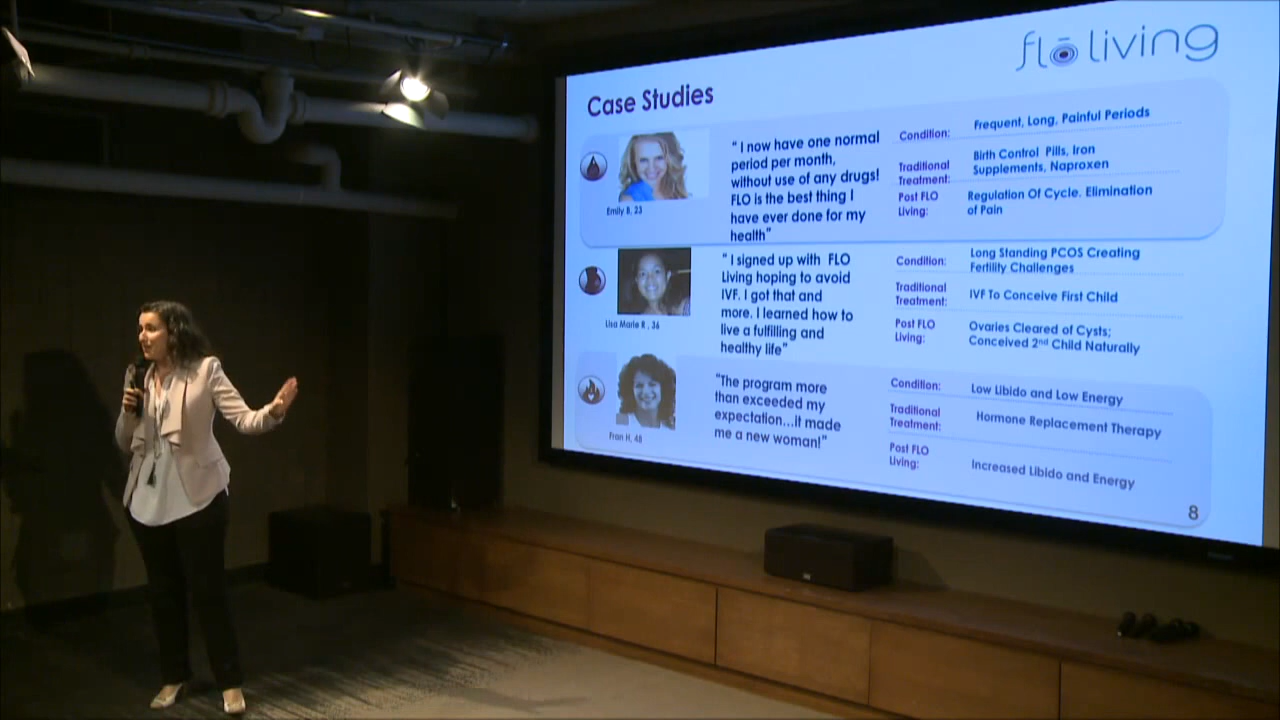 flō living
Case Studies
Emily B, 23
“ I now have one normal
period per month,
without use of any drugs!
FLO is the best thing I
have ever done for my
health”
Condition:
Frequent, Long, Painful Periods
Traditional
Treatment:
Birth Control Pills, Iron
Supplements, Naproxen
Post FLO
Living:
Regulation Of Cycle. Elimination
of Pain
Lisa Marie R , 36
“ I signed up with FLO
Living hoping to avoid
IVF. I got that and
more. I learned how to
live a fulfilling and
healthy life”
Condition:
Long Standing PCOS Creating
Fertility Challenges
Traditional
Treatment:
IVF To Conceive First Child
Post FLO
Living:
Ovaries Cleared of Cysts;
Conceived 2nd Child Naturally
Fran H, 48
“The program more
than exceeded my
expectation...it made
me a new woman!”
Condition:
Low Libido and Low Energy
Traditional
Treatment:
Hormone Replacement Therapy
Post FLO
Living:
Increased Libido and Energy
8